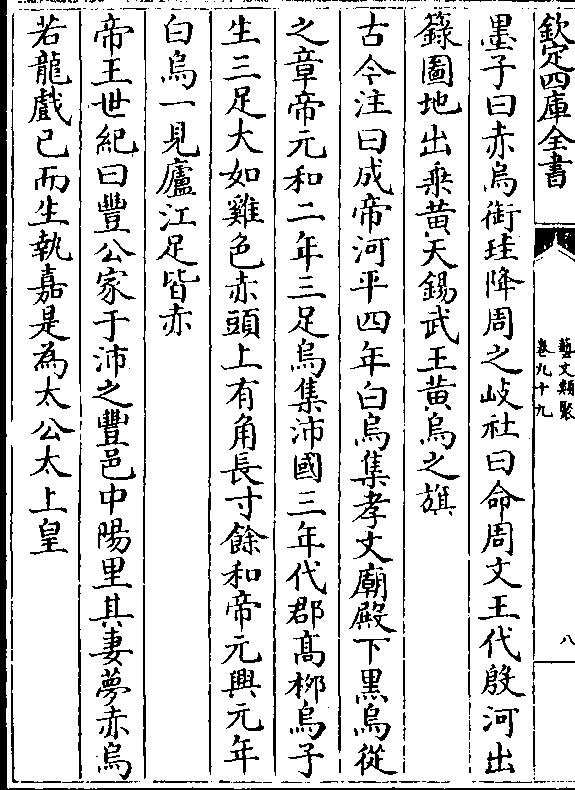 欽定四庫全書
藝文類聚
卷九十九
八
墨子曰赤烏銜珪降周之岐社曰命周文王代殷河出
籙圖地出乗黄天錫武王黄烏之旗
古今注曰成帝河平四年白烏集孝文廟殿下黒烏從
之章帝元和二年三足烏集沛國三年代郡髙栁烏子
生三足大如雞色赤頭上有角長寸餘和帝元興元年
白烏一見廬江足皆赤
帝王世紀曰豐公家于沛之豐邑中陽里其妻夢赤烏
若龍戲已而生執嘉是為太公太上皇